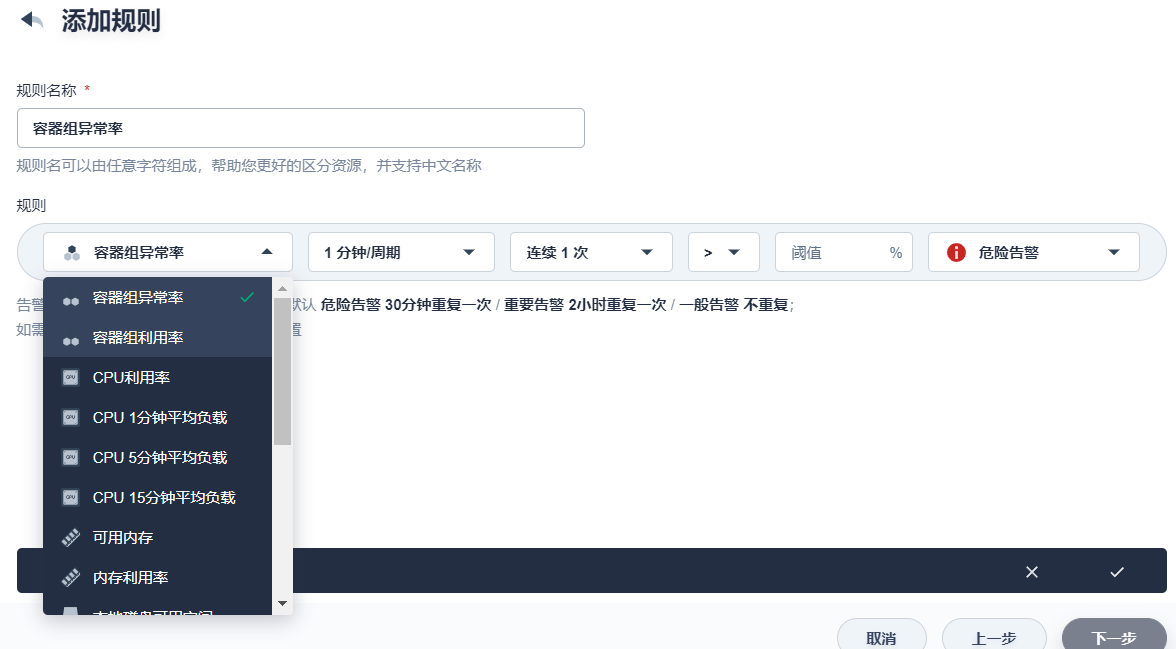 添加规则
规则名称 *
容器组异常率
规则名可以由任意字符组成，帮助您更好的区分资源，并支持中文名称
规则
容器组异常率 1 分钟/周期 连续 1 次 > 阈值 % 危险告警
告警 默认 危险告警 30分钟重复一次 / 重要告警 2小时重复一次 / 一般告警 不重复；
如需 置
容器组异常率
容器组利用率
CPU利用率
CPU 1分钟平均负载
CPU 5分钟平均负载
CPU 15分钟平均负载
可用内存
内存利用率
本地磁盘可用空间
取消 上一步 下一步